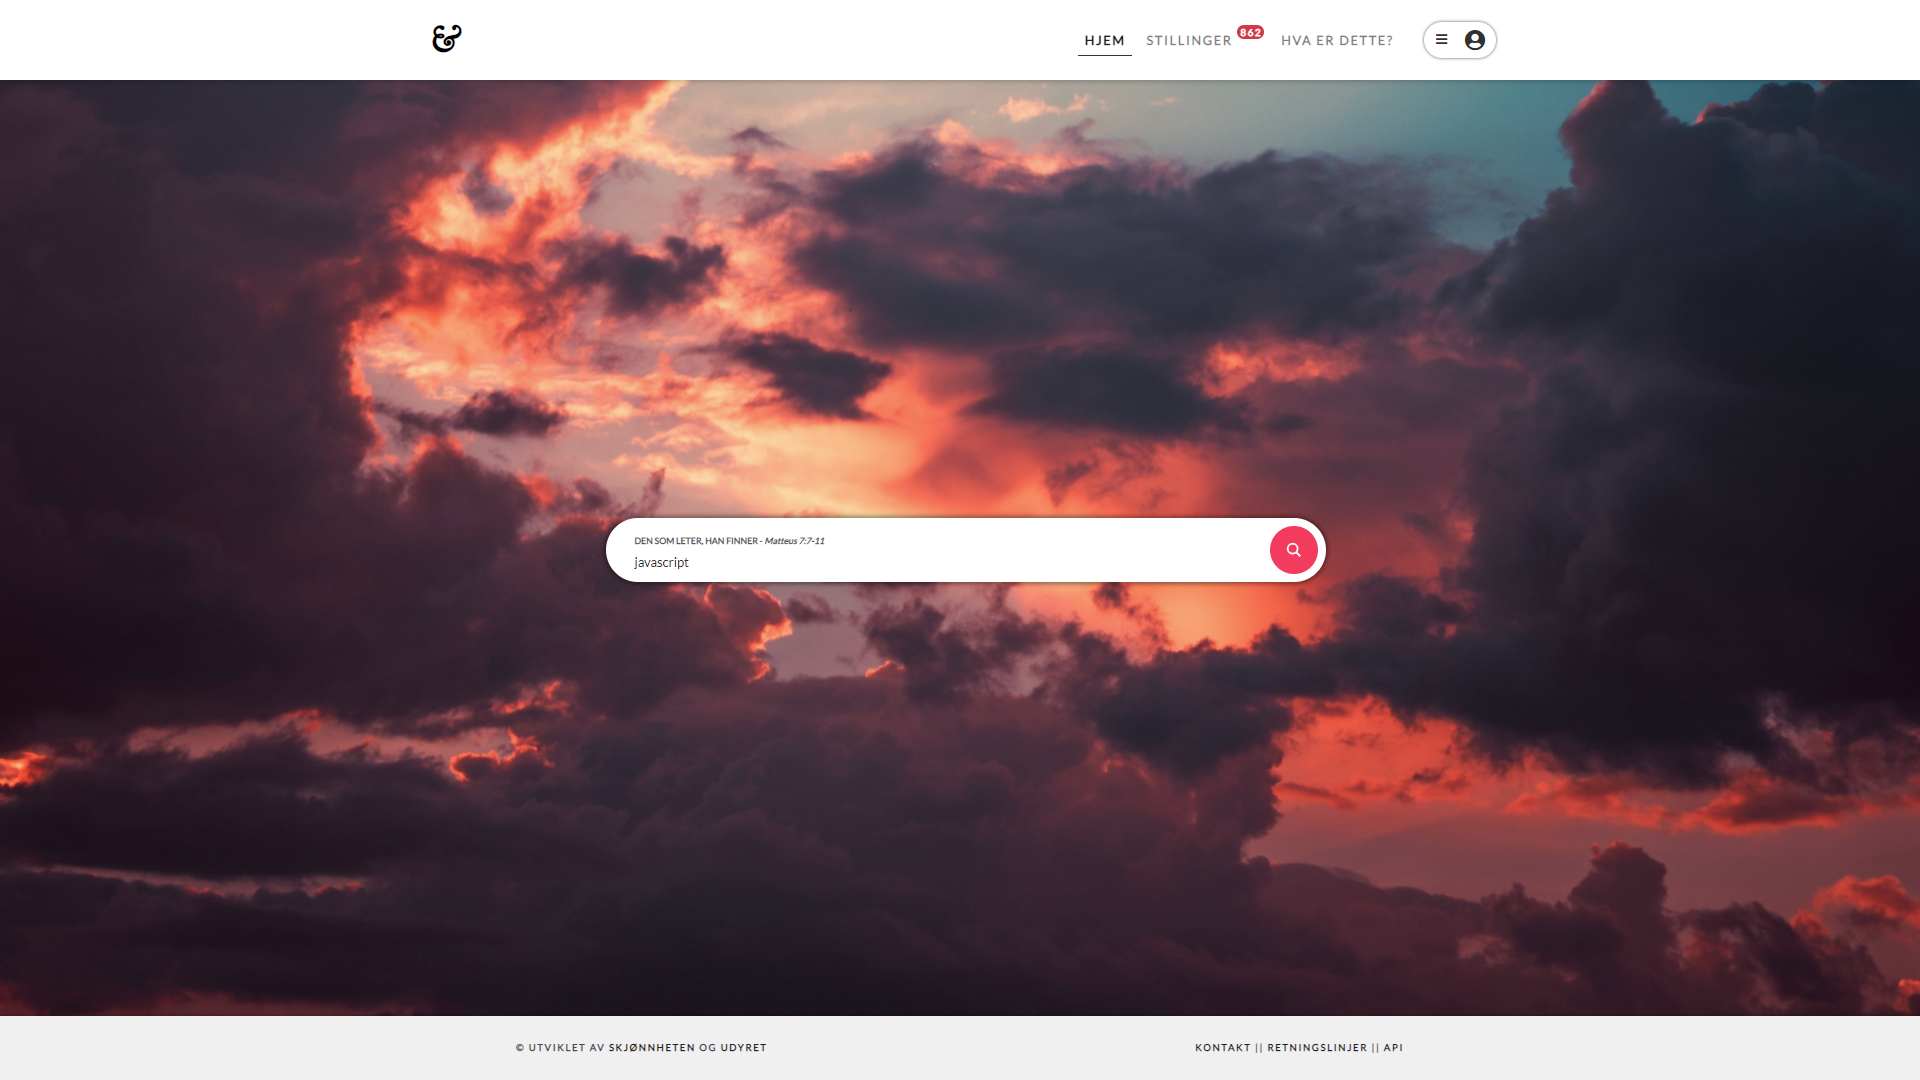 &
HJEM STILLINGER 862 HVA ER DETTE?
DEN SOM LETER, HAN FINNER - Matteus 7:7-11
javascript
© UTVIKLET AV SKJØNNHETEN OG UDYRET
KONTAKT || RETNINGSLINJER || API